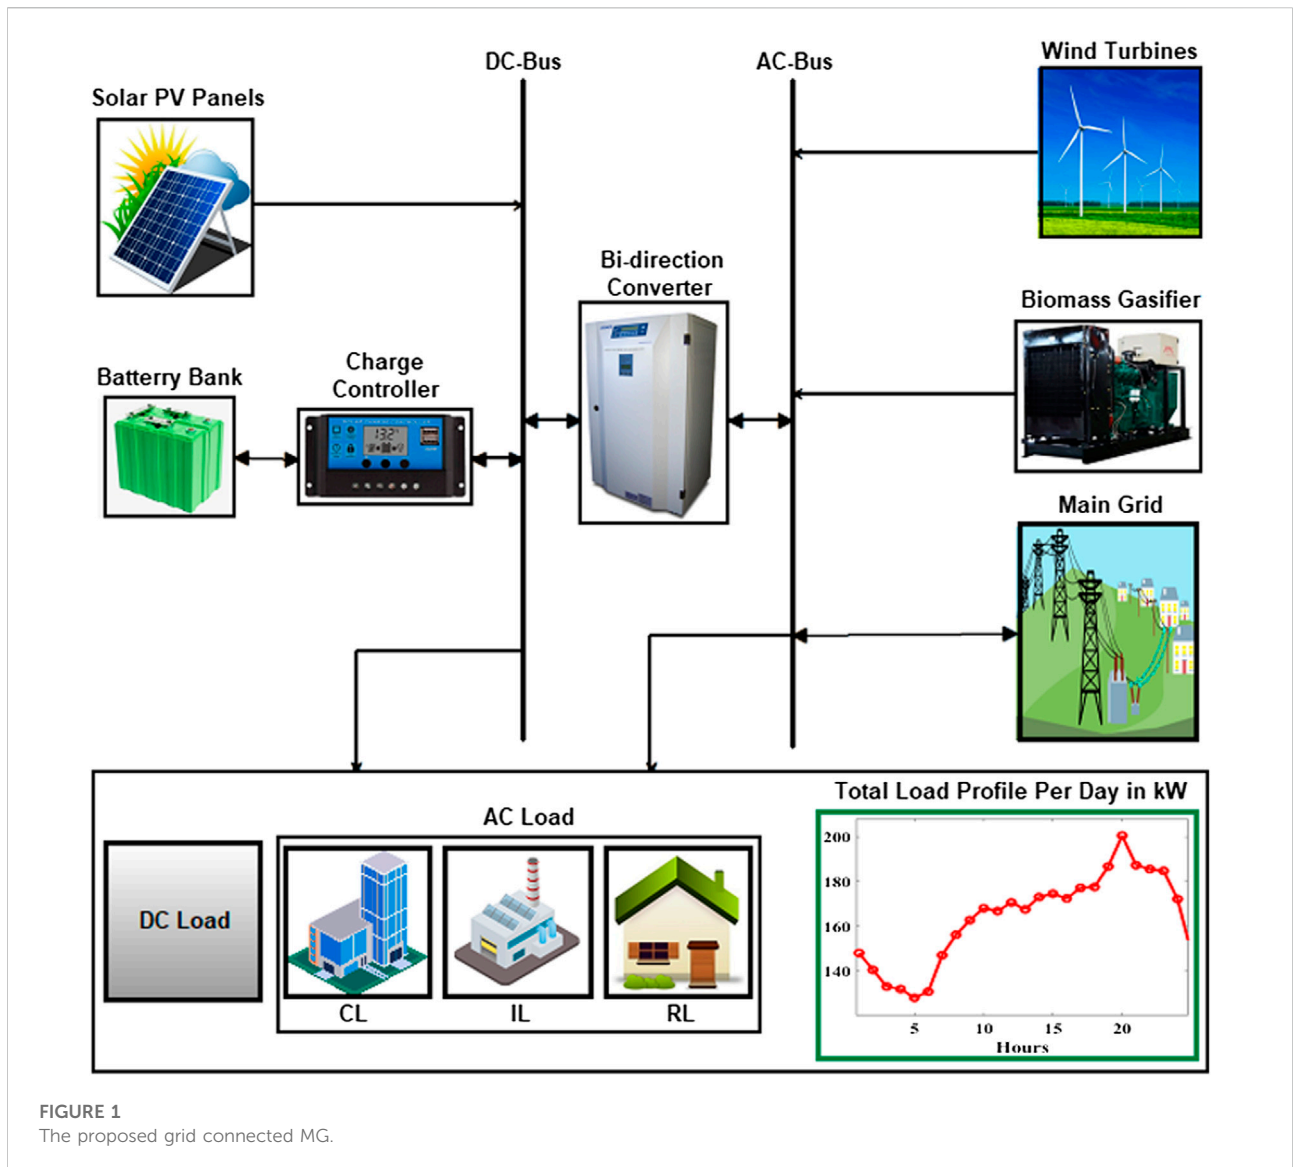 DC-Bus
AC-Bus
Wind Turbines
Solar PV Panels
Bi-direction
Converter
Biomass Gasifier
Batterry Bank
Charge
Controller
13.2
Main Grid
Total Load Profile Per Day in kW
AC Load
DC Load
CL
IL
RL
200
180
160
140
5
10
15
20
Hours
FIGURE 1
The proposed grid connected MG.